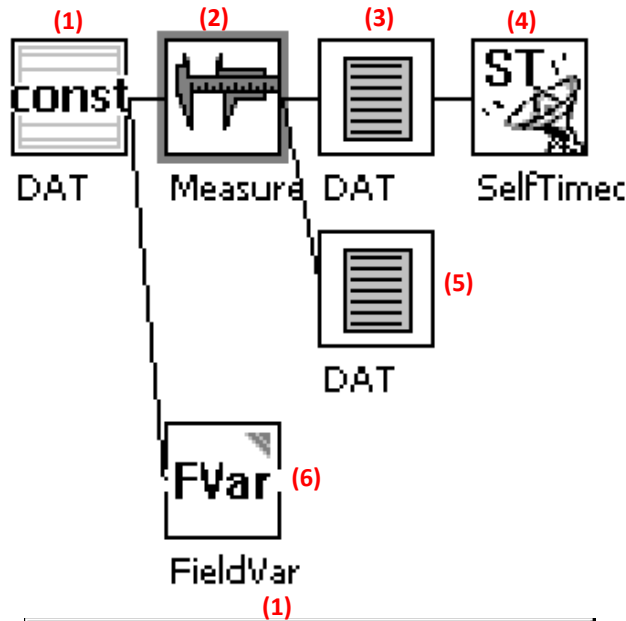 (1) (2) (3) (4)
const ST
DAT Measure DAT SelfTimec
(5)
DAT
FVar (6)
FieldVar
(1)